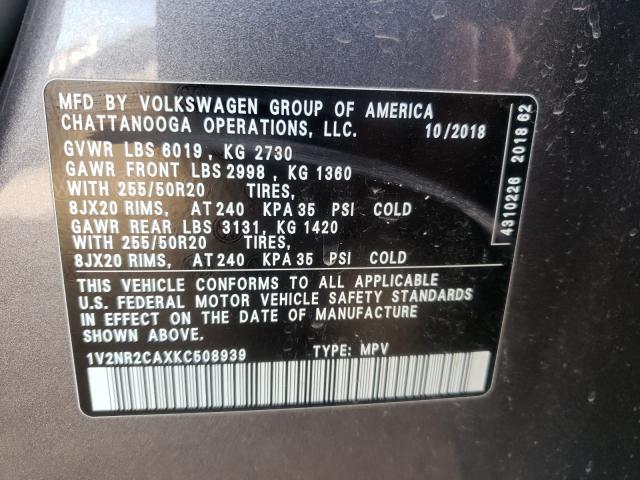 MFD BY VOLKSWAGEN GROUP OF AMERICA
CHATTANOOGA OPERATIONS, LLC. 10/2018
GVWR LBS 6019 , KG 2730
GAWR FRONT LBS 2998 , KG 1360
WITH 255/50R20 TIRES,
8JX20 RIMS, AT 240 KPA 35 PSI COLD
GAWR REAR LBS 3131, KG 1420
WITH 255/50R20 TIRES,
8JX20 RIMS, AT 240 KPA 35 PSI COLD
THIS VEHICLE CONFORMS TO ALL APPLICABLE
U.S. FEDERAL MOTOR VEHICLE SAFETY STANDARDS
IN EFFECT ON THE DATE OF MANUFACTURE
SHOWN ABOVE.
1V2NR2CAXKC508939 TYPE: MPV
4310226 2018 62